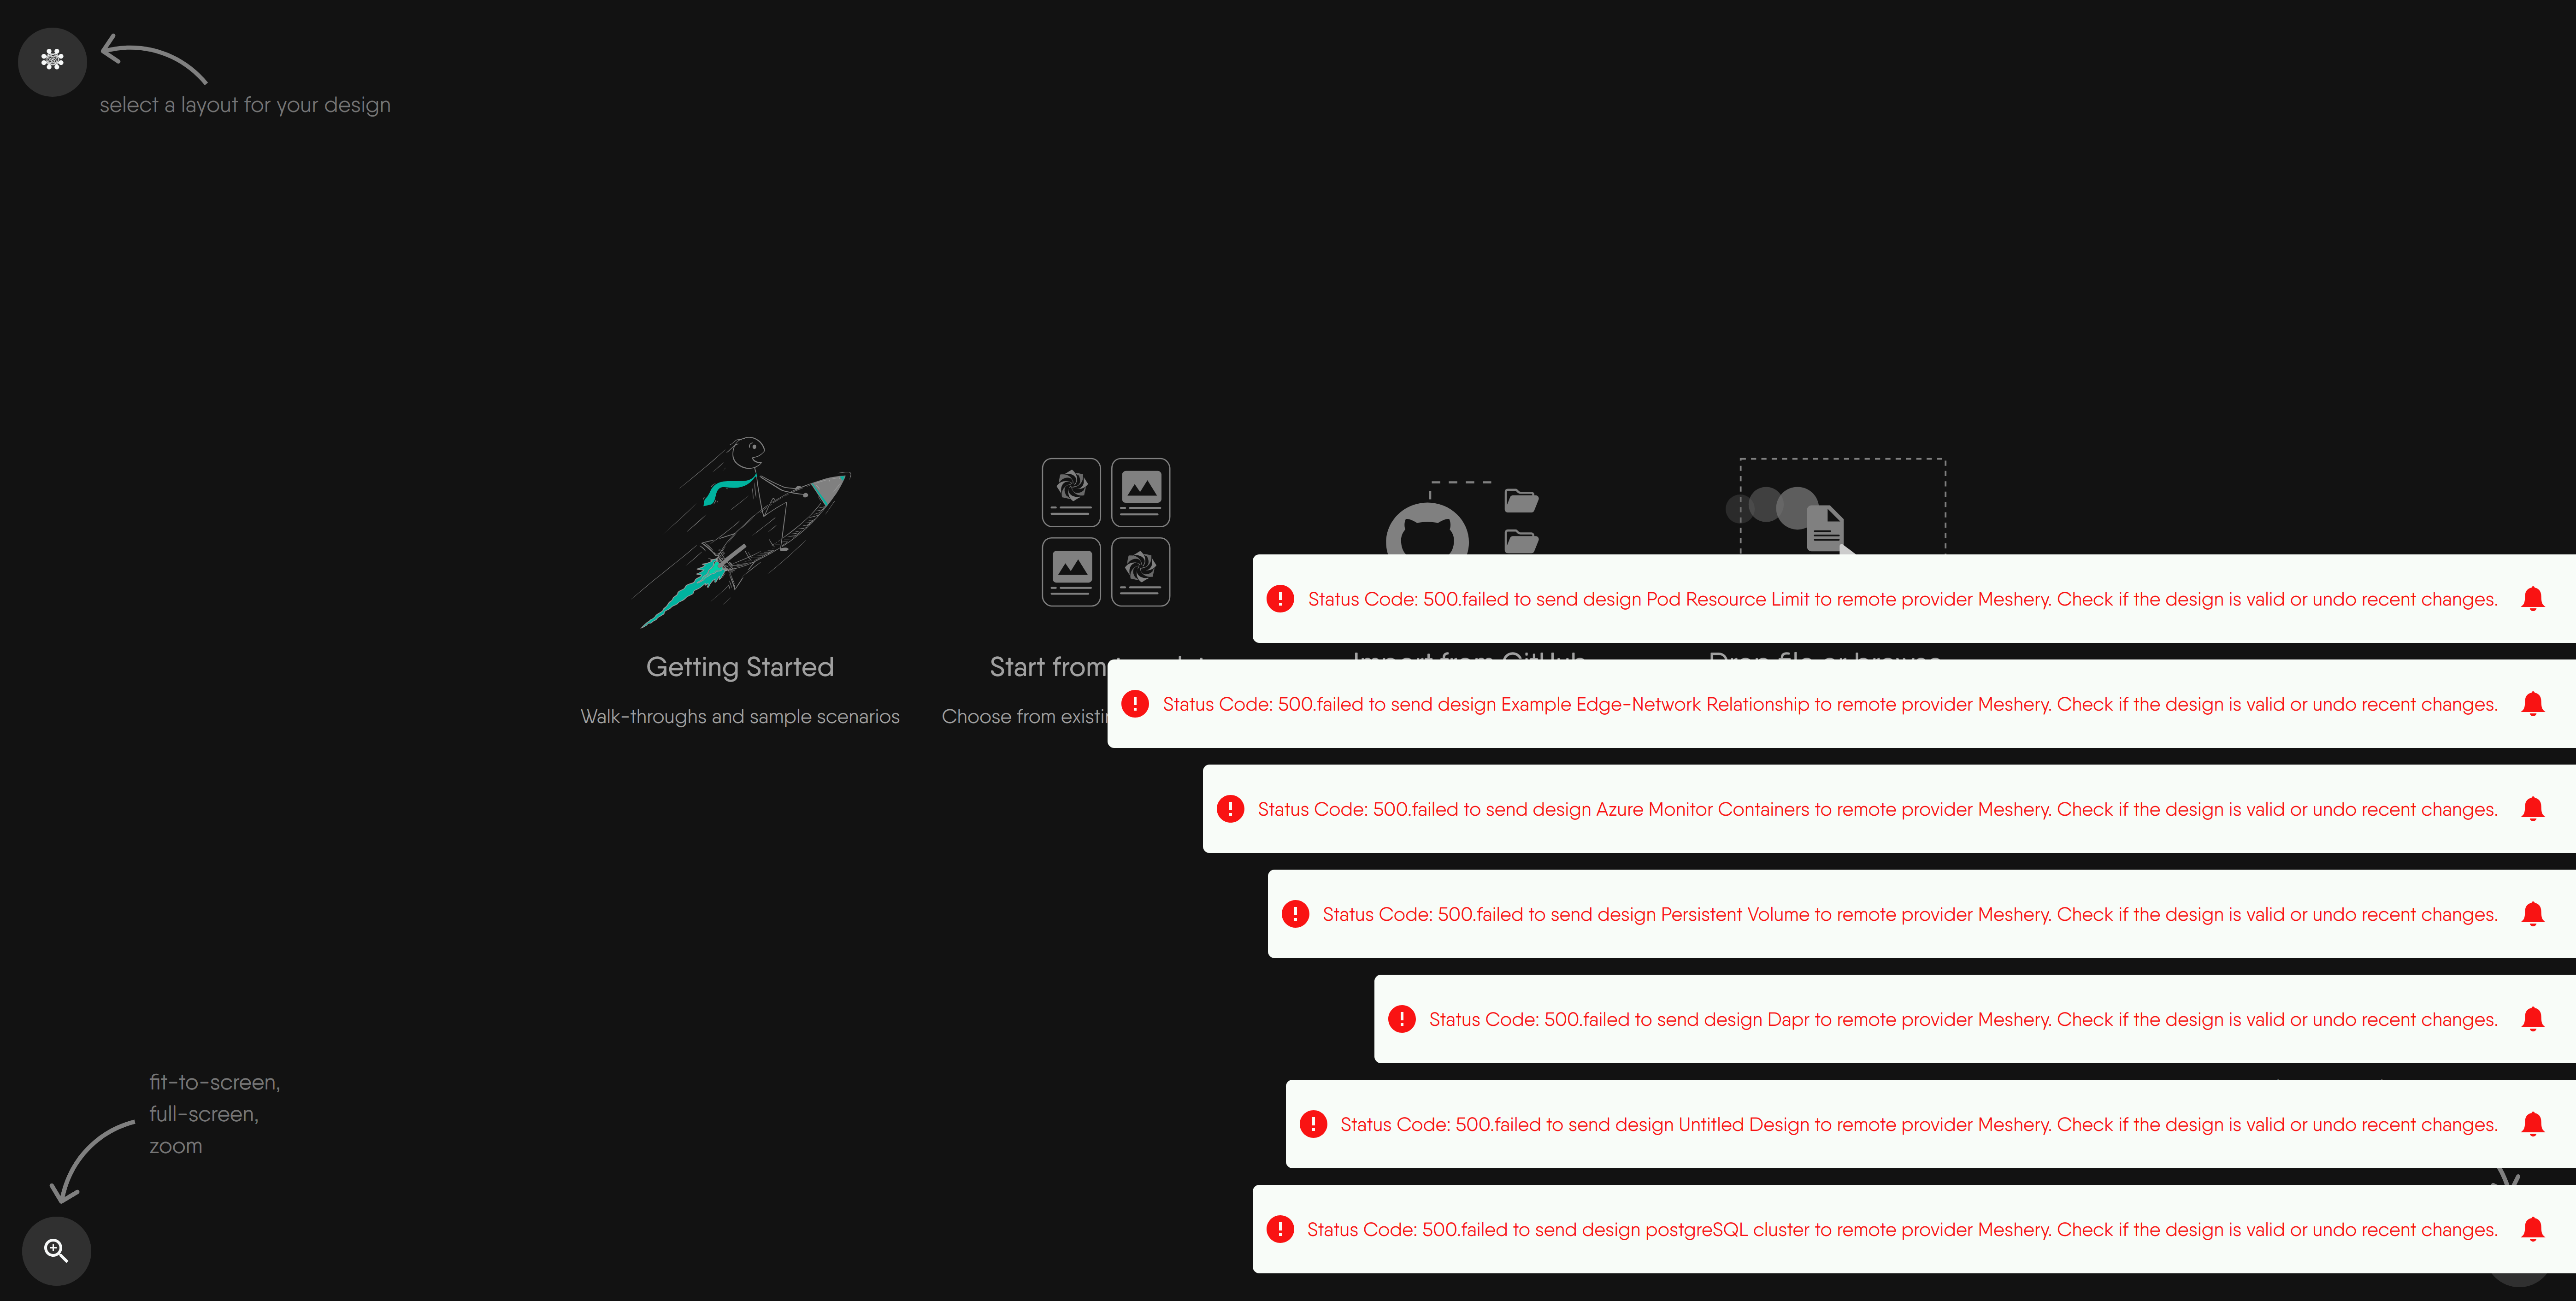 select a layout for your design
Getting Started
Walk-throughs and sample scenarios
Start from
Choose from
Import from GitHub
Drop file or browse
Status Code: 500.failed to send design Pod Resource Limit to remote provider Meshery. Check if the design is valid or undo recent changes.
Status Code: 500.failed to send design Example Edge-Network Relationship to remote provider Meshery. Check if the design is valid or undo recent changes.
Status Code: 500.failed to send design Azure Monitor Containers to remote provider Meshery. Check if the design is valid or undo recent changes.
Status Code: 500.failed to send design Persistent Volume to remote provider Meshery. Check if the design is valid or undo recent changes.
Status Code: 500.failed to send design Dapr to remote provider Meshery. Check if the design is valid or undo recent changes.
Status Code: 500.failed to send design Untitled Design to remote provider Meshery. Check if the design is valid or undo recent changes.
Status Code: 500.failed to send design postgreSQL cluster to remote provider Meshery. Check if the design is valid or undo recent changes.
fit-to-screen,
full-screen,
zoom